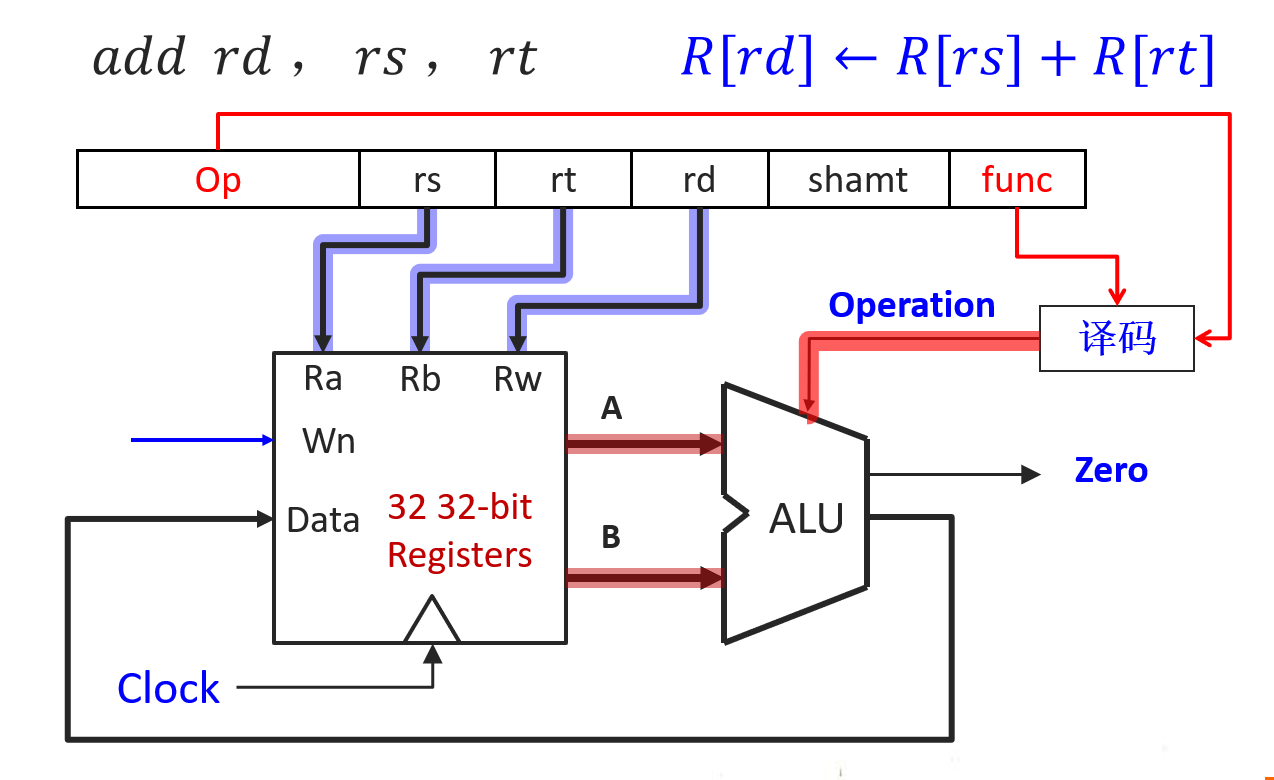 add rd， rs， rt R[rd] ← R[rs] + R[rt]
Op rs rt rd shamt func
Operation
译码
Ra Rb Rw
A
Wn
Zero
32 32-bit
Data
ALU
B
Registers
Clock